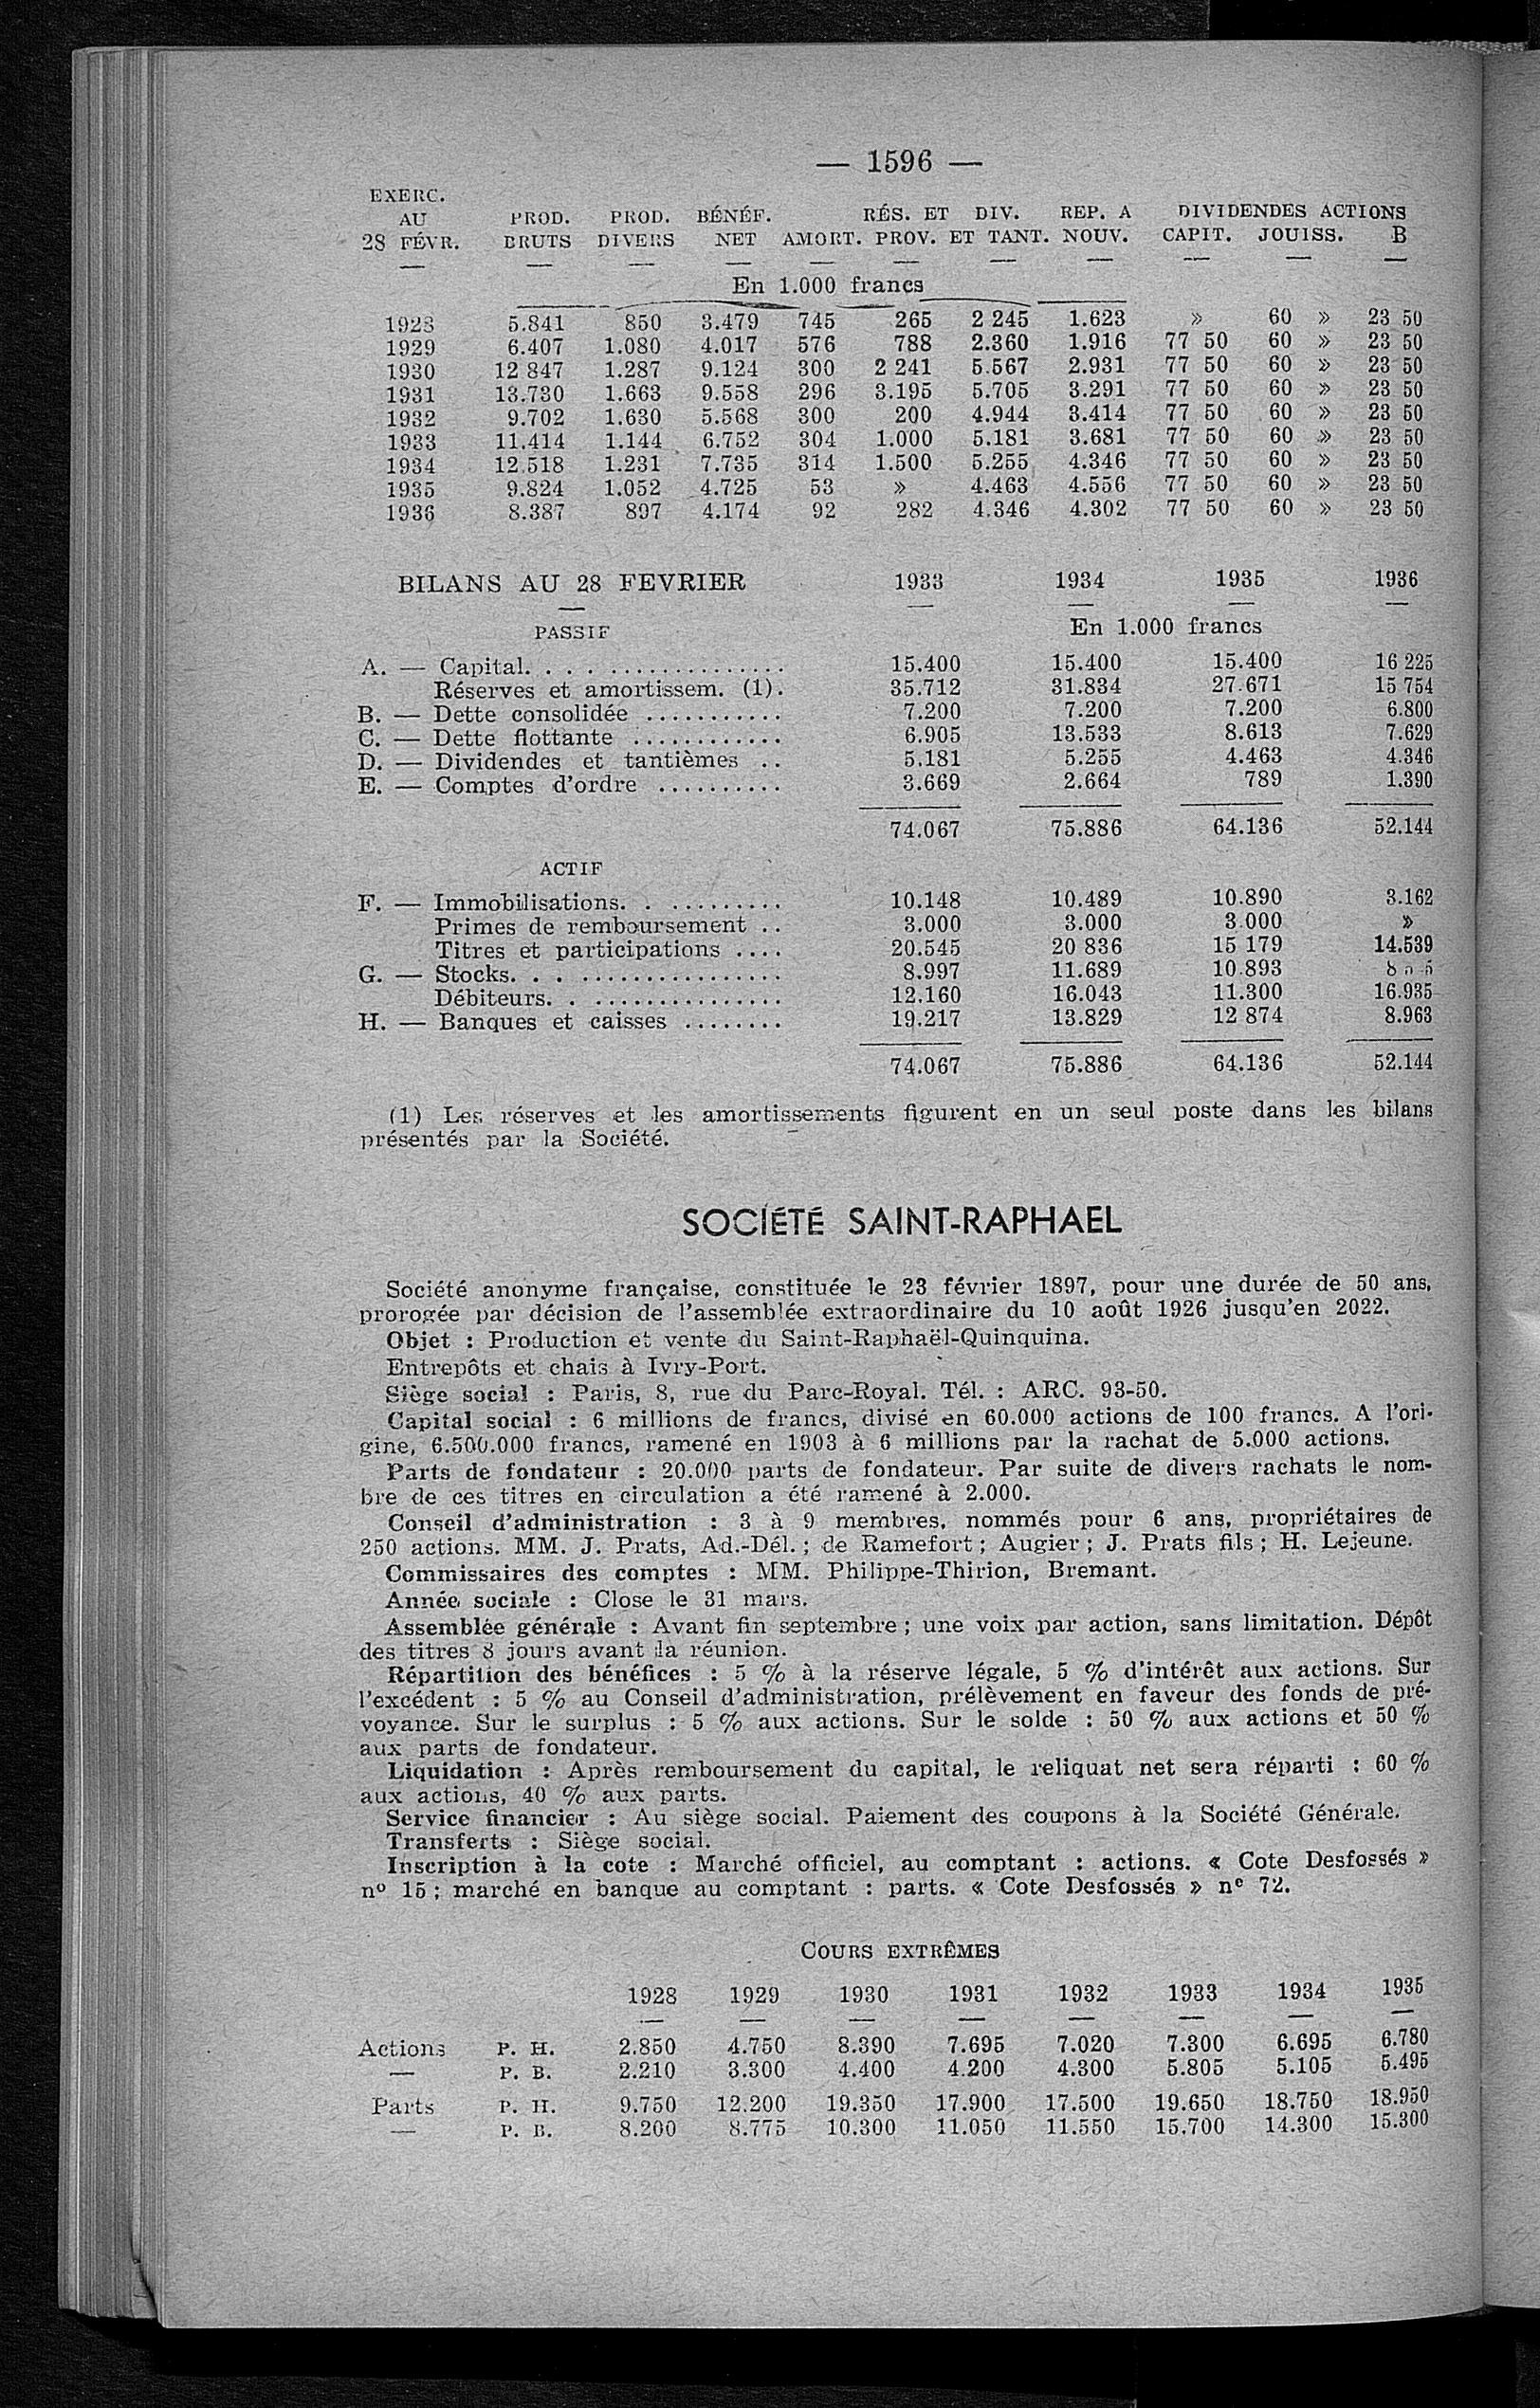 — 1596 —
EXERC.
AU PROD. PROD. BÉNÉF. RÉS. ET DIV. REP. A DIVIDENDES ACTIONS
28 FÉVR. BRUTS DIVERS NET AMORT. PROV. ET TANT. NOUV. CAPIT. JOUISS. B
En 1.000 francs
1928 5.841 850 3.479 745 265 2 245 1.623 » 60 » 23 50
1929 6.407 1.080 4.017 576 788 2.360 1.916 77 50 60 » 23 50
1930 12 847 1.287 9.124 300 2 241 5.567 2.931 77 50 60 » 23 50
1931 13.730 1.663 9.558 296 3.195 5.705 3.291 77 50 60 » 23 50
1932 9.702 1.630 5.568 300 200 4.944 3.414 77 50 60 » 23 50
1933 11.414 1.144 6.752 304 1.000 5.181 3.681 77 50 60 » 23 50
1934 12.518 1.231 7.735 314 1.500 5.255 4.346 77 50 60 » 23 50
1935 9.824 1.052 4.725 53 » 4.463 4.556 77 50 60 » 23 50
1936 8.387 897 4.174 92 282 4.346 4.302 77 50 60 » 23 50
BILANS AU 28 FEVRIER 1933 1934 1935 1936
PASSIF En 1.000 francs
A. — Capital. . . . . . . . . . . . . . . . . . . 15.400 15.400 15.400 16 225
Réserves et amortissem. (1). 35.712 31.834 27.671 15 754
B. — Dette consolidée ........... 7.200 7.200 7.200 6.800
C. — Dette flottante ............ 6.905 13.533 8.613 7.629
D. — Dividendes et tantièmes .. 5.181 5.255 4.463 4.346
E. — Comptes d'ordre .......... 3.669 2.664 789 1.390
74.067 75.886 64.136 52.144
ACTIF
F. — Immobilisations. . ......... 10.148 10.489 10.890 3.162
Primes de remboursement .. 3.000 3.000 3.000 »
Titres et participations .... 20.545 20 836 15 179 14.539
G. — Stocks. . . ................ 8.997 11.689 10.893
Débiteurs. . ............... 12.160 16.043 11.300 16.935
H. — Banques et caisses ........ 19.217 13.829 12 874 8.963
74.067 75.886 64.136 52.144
(1) Les réserves et les amortissements figurent en un seul poste dans les bilans
présentés par la Société.
SOCIÉTÉ SAINT-RAPHAEL
Société anonyme française, constituée le 23 février 1897, pour une durée de 50 ans,
prorogée par décision de l'assemblée extraordinaire du 10 août 1926 jusqu'en 2022.
Objet : Production et vente du Saint-Raphaël-Quinquina.
Entrepôts et chais à Ivry-Port.
Siège social : Paris, 8, rue du Parc-Royal. Tél. : ARC. 93-50.
Capital social : 6 millions de francs, divisé en 60.000 actions de 100 francs. A l'ori-
gine, 6.500.000 francs, ramené en 1903 à 6 millions par la rachat de 5.000 actions.
Parts de fondateur : 20.000 parts de fondateur. Par suite de divers rachats le nom-
bre de ces titres en circulation a été ramené à 2.000.
Conseil d'administration : 3 à 9 membres, nommés pour 6 ans, propriétaires de
250 actions. MM. J. Prats, Ad.-Dél. ; de Ramefort ; Augier ; J. Prats fils ; H. Lejeune.
Commissaires des comptes : MM. Philippe-Thirion, Bremant.
Année sociale : Close le 31 mars.
Assemblée générale : Avant fin septembre ; une voix par action, sans limitation. Dépôt
des titres 8 jours avant la réunion.
Répartition des bénéfices : 5 % à la réserve légale, 5 % d'intérêt aux actions. Sur
l'excédent : 5 % au Conseil d'administration, prélèvement en faveur des fonds de pré-
voyance. Sur le surplus : 5 % aux actions. Sur le solde : 50 % aux actions et 50 %
aux parts de fondateur.
Liquidation : Après remboursement du capital, le reliquat net sera réparti : 60 %
aux actions, 40 % aux parts.
Service financier : Au siège social. Paiement des coupons à la Société Générale.
Transferts : Siège social.
Inscription à la cote : Marché officiel, au comptant : actions. « Cote Desfossés »
nº 15 ; marché en banque au comptant : parts. « Cote Desfossés » nº 72.
COURS EXTRÊMES
1928 1929 1930 1931 1932 1933 1934 1935
Actions P. H. 2.850 4.750 8.390 7.695 7.020 7.300 6.695 6.780
— P. B. 2.210 3.300 4.400 4.200 4.300 5.805 5.105 5.495
Parts P. H. 9.750 12.200 19.350 17.900 17.500 19.650 18.750 18.950
— P. B. 8.200 8.775 10.300 11.050 11.550 15.700 14.300 15.300